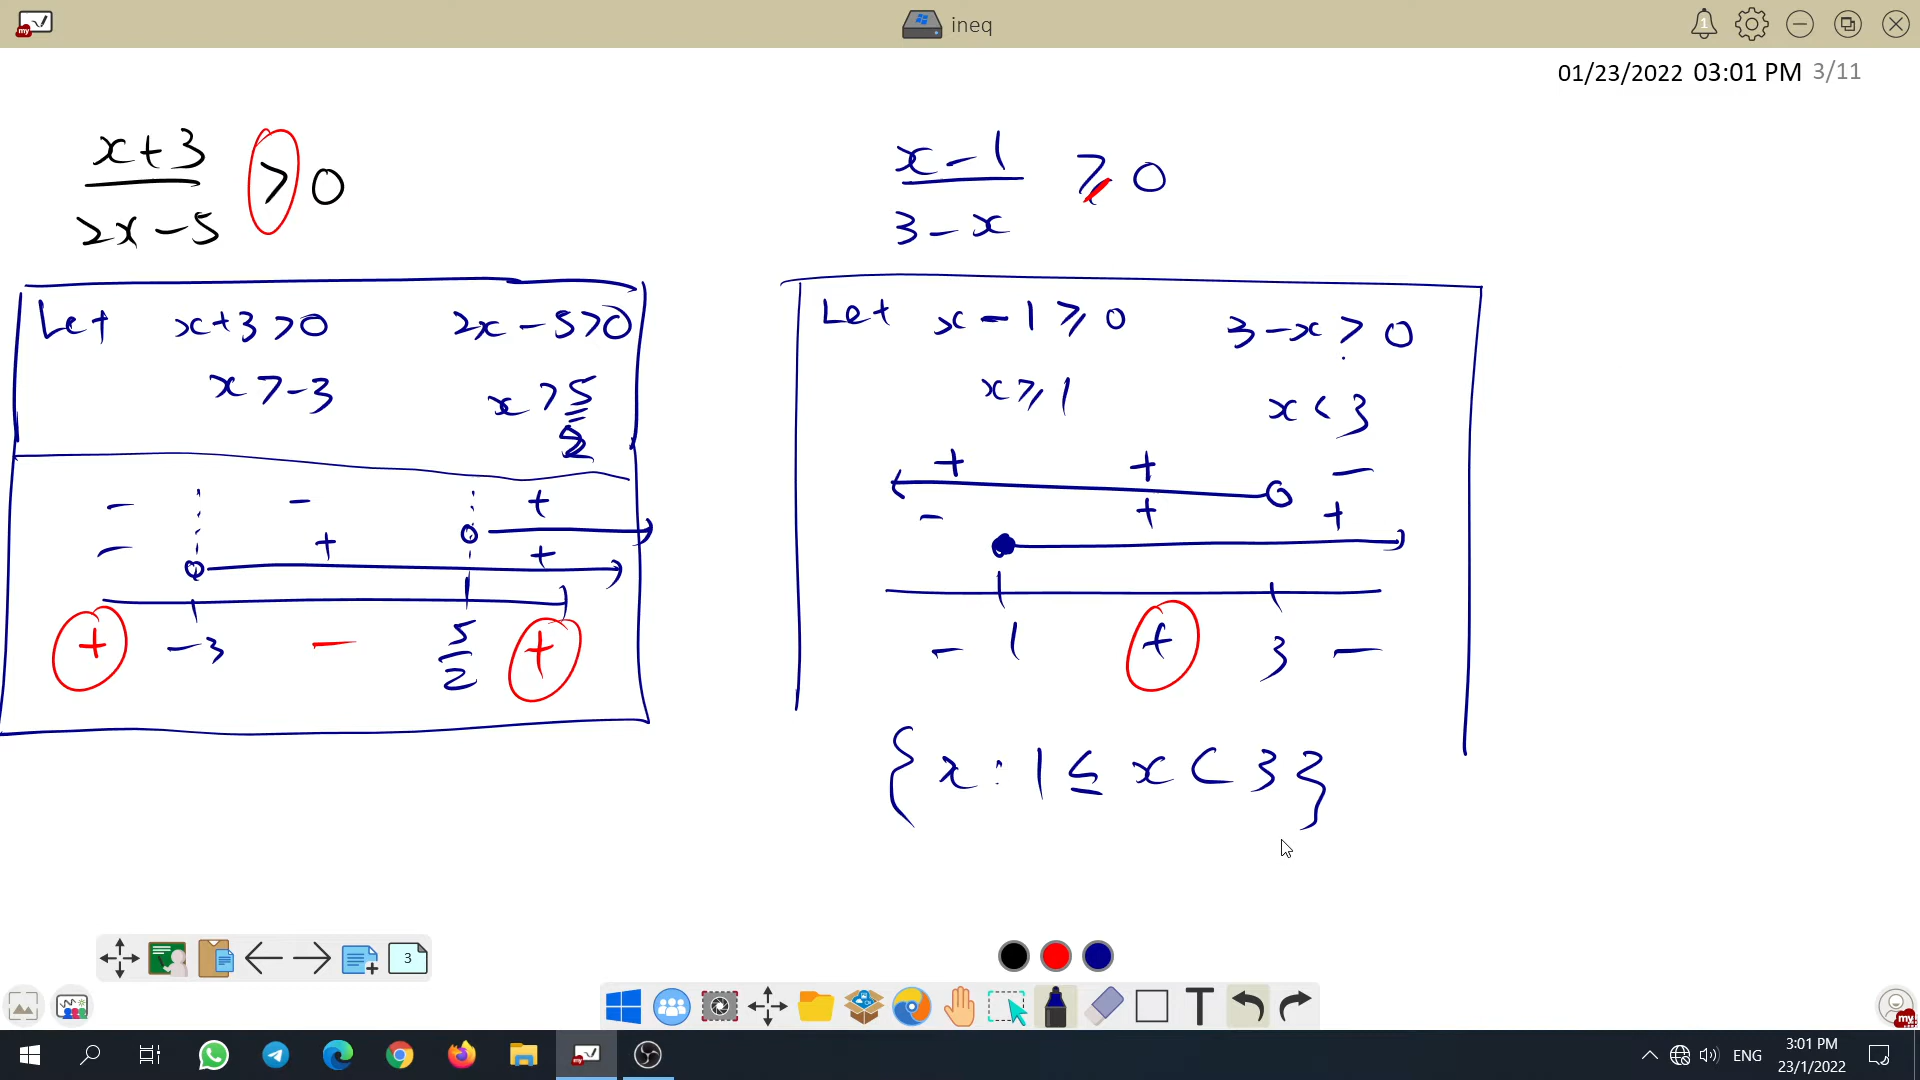 ineq
01/23/2022 03:01 PM 3/11
x+3
2x-5
>0
Let x+3>0 2x-5>0
x>-3 x>5/2
- - +
- + +
+ -3 - 5/2 +
x-1
3-x
⩾0
Let x-1⩾0 3-x>0
x⩾1 x<3
+ + -
- + +
- 1 + 3 -
{x:1≤x<3}
3
T
ENG
3:01 PM
23/1/2022